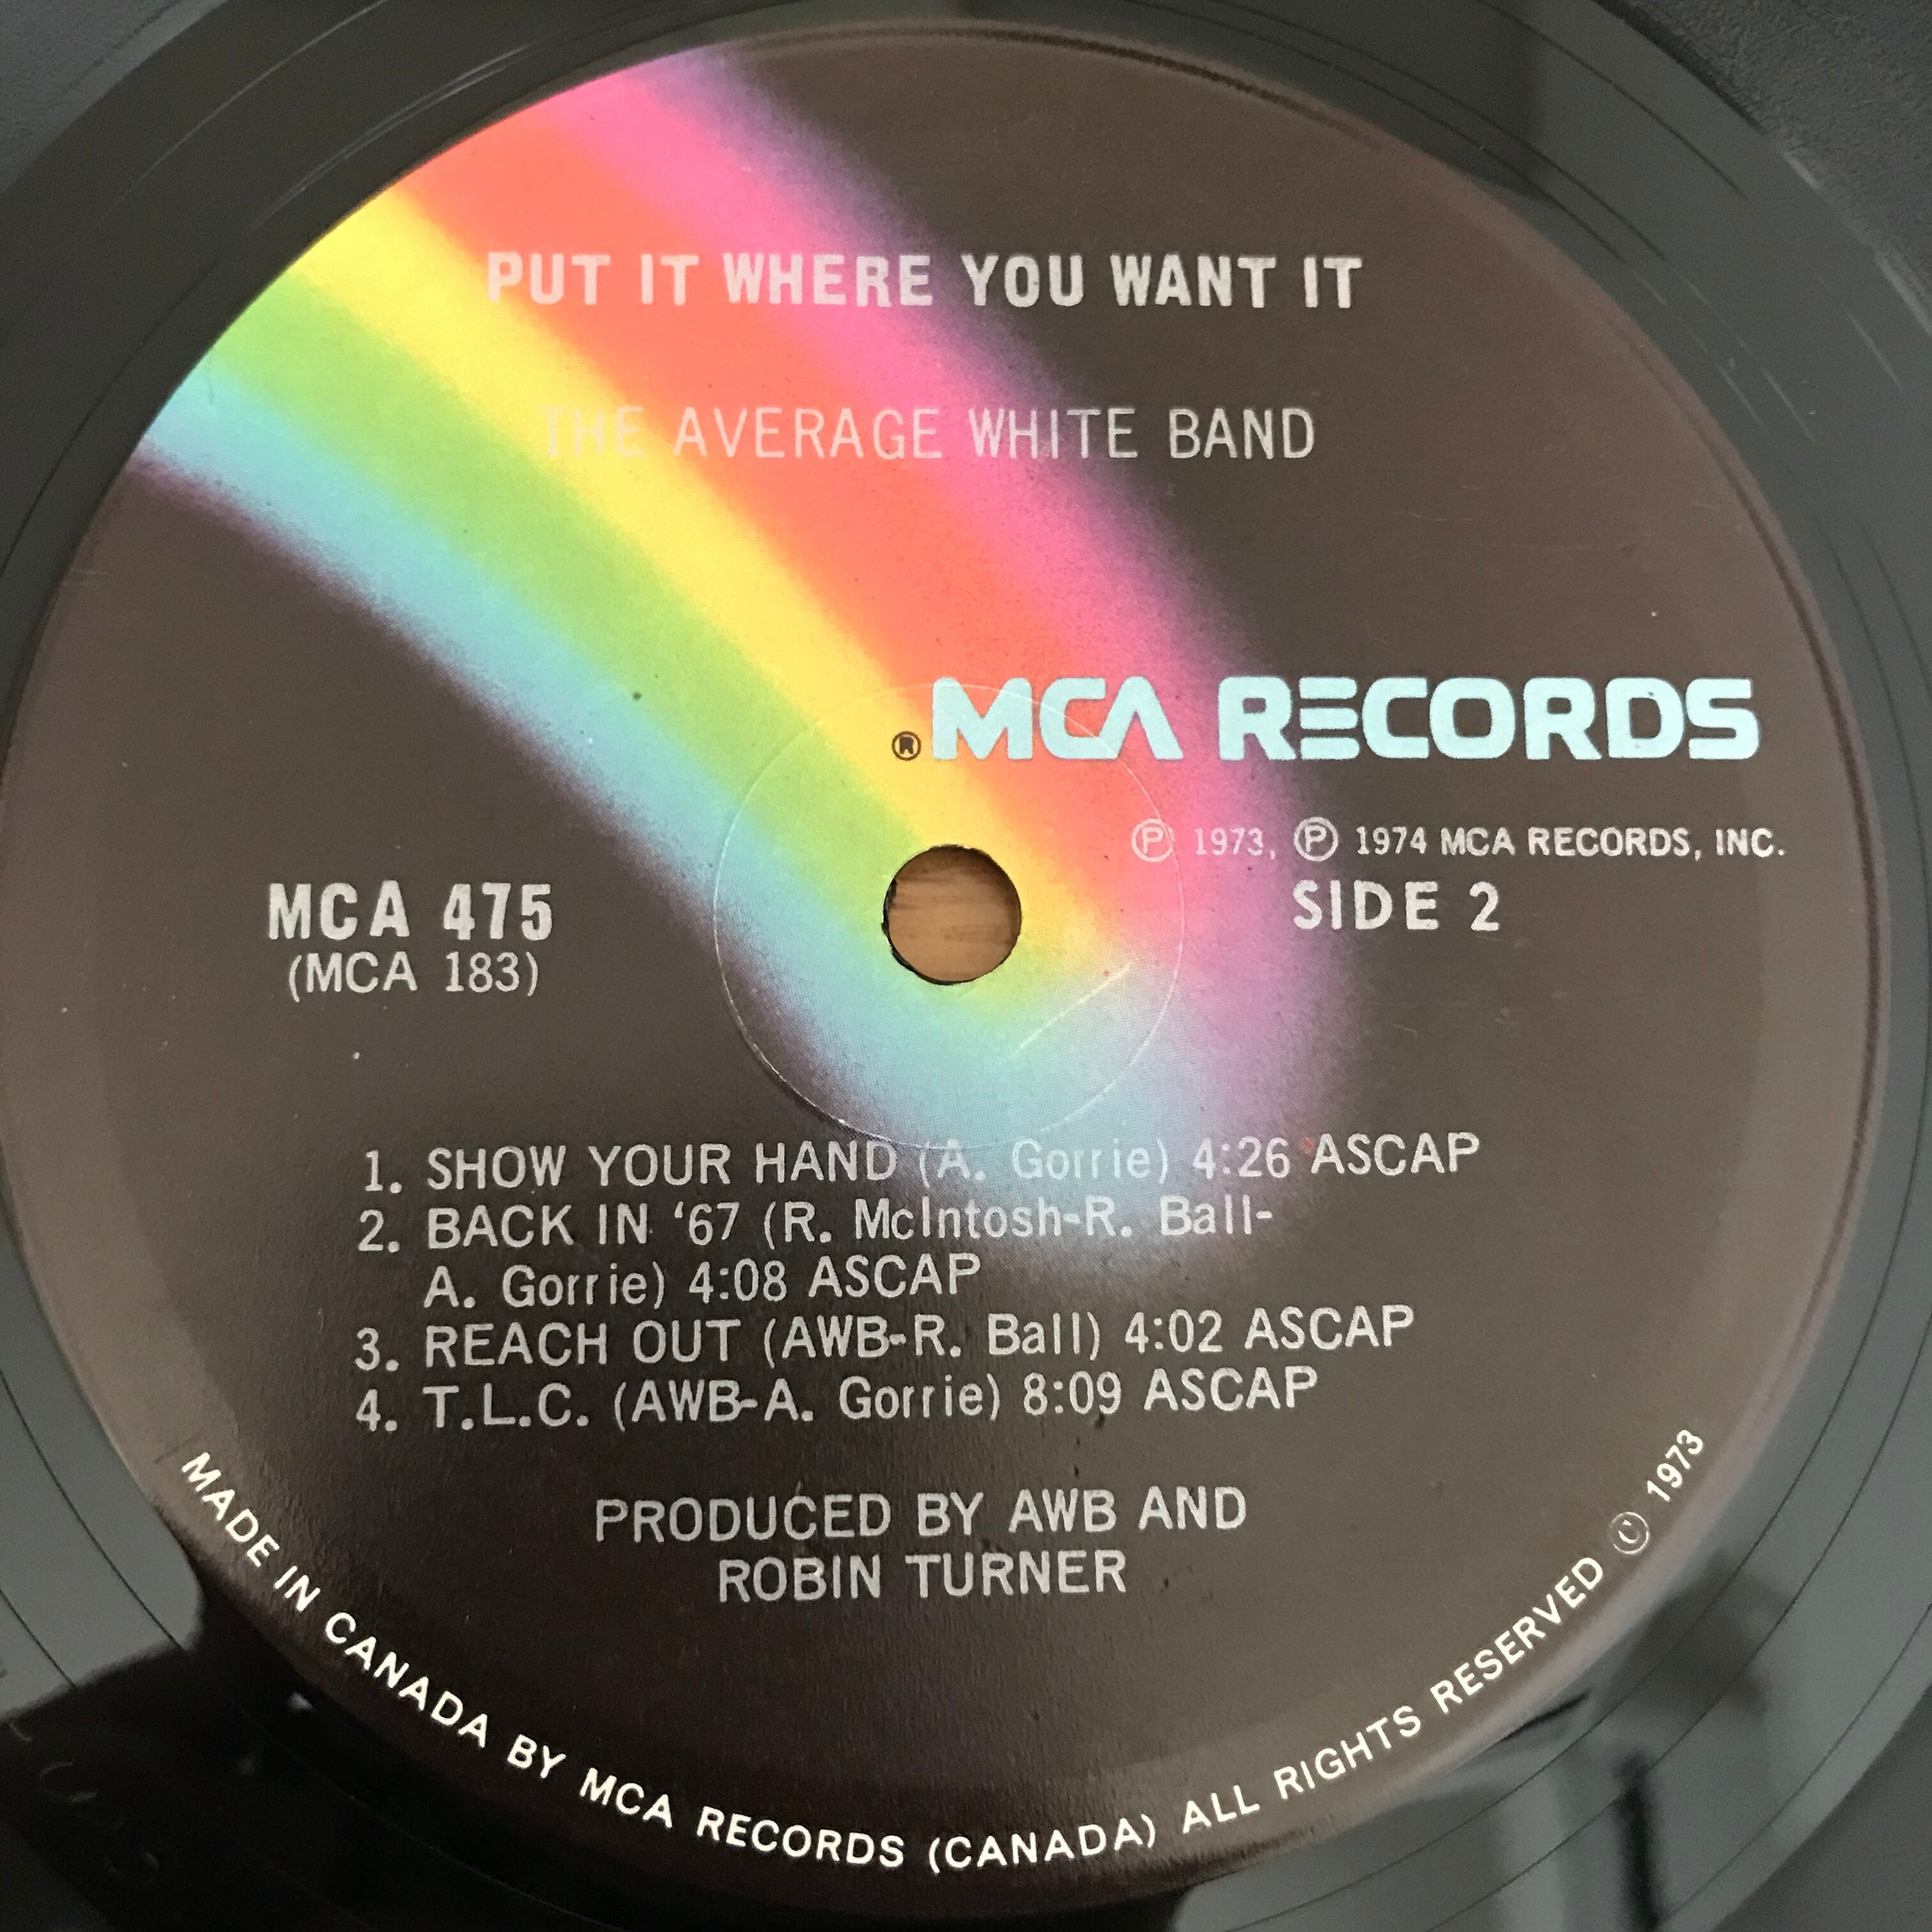 PUT IT WHERE YOU WANT IT
THE AVERAGE WHITE BAND
® MCA RECORDS
Ⓟ 1973, Ⓟ 1974 MCA RECORDS, INC.
MCA 475
SIDE 2
(MCA 183)
1. SHOW YOUR HAND (A. Gorrie) 4:26 ASCAP
2. BACK IN ‘67 (R. McIntosh-R. Ball-
A. Gorrie) 4:08 ASCAP
3. REACH OUT (AWB-R. Ball) 4:02 ASCAP
4. T.L.C. (AWB-A. Gorrie) 8:09 ASCAP
PRODUCED BY AWB AND
ROBIN TURNER
MADE IN CANADA BY MCA RECORDS (CANADA) ALL RIGHTS RESERVED © 1973